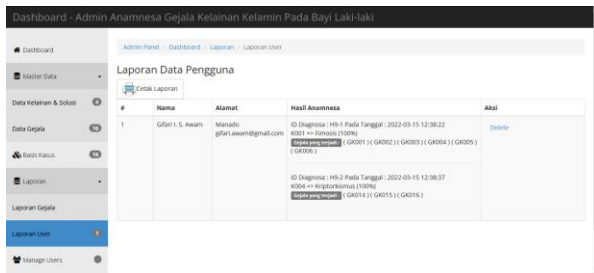 Dashboard - Admin Anamnesa Gejala Kelainan Kelamin Pada Bayi Laki-laki
Dashboard
Master Data
Data Kelainan & Solusi
Data Gejala
Basis Kasus
Laporan
Laporan Gejala
Laporan User
Manage Users
Admin Panel / Dashboard / Laporan / Laporan User
Laporan Data Pengguna
Cetak Laporan
# Nama Alamat Hasil Anamnesa Aksi
1 Gifari I. S. Awam Manado ID Diagnosa : H9-1 Pada Tanggal : 2022-03-15 12:38:22 Delete
gifari.awam@gmail.com K001 => Fimosis (100%)
Gejala yang terjadi : ( GK001 ) ( GK002 ) ( GK003 ) ( GK004 ) ( GK005 )
( GK006 )
ID Diagnosa : H9-2 Pada Tanggal : 2022-03-15 12:38:37
K004 => Kriptorkismus (100%)
Gejala yang terjadi : ( GK014 ) ( GK015 ) ( GK016 )